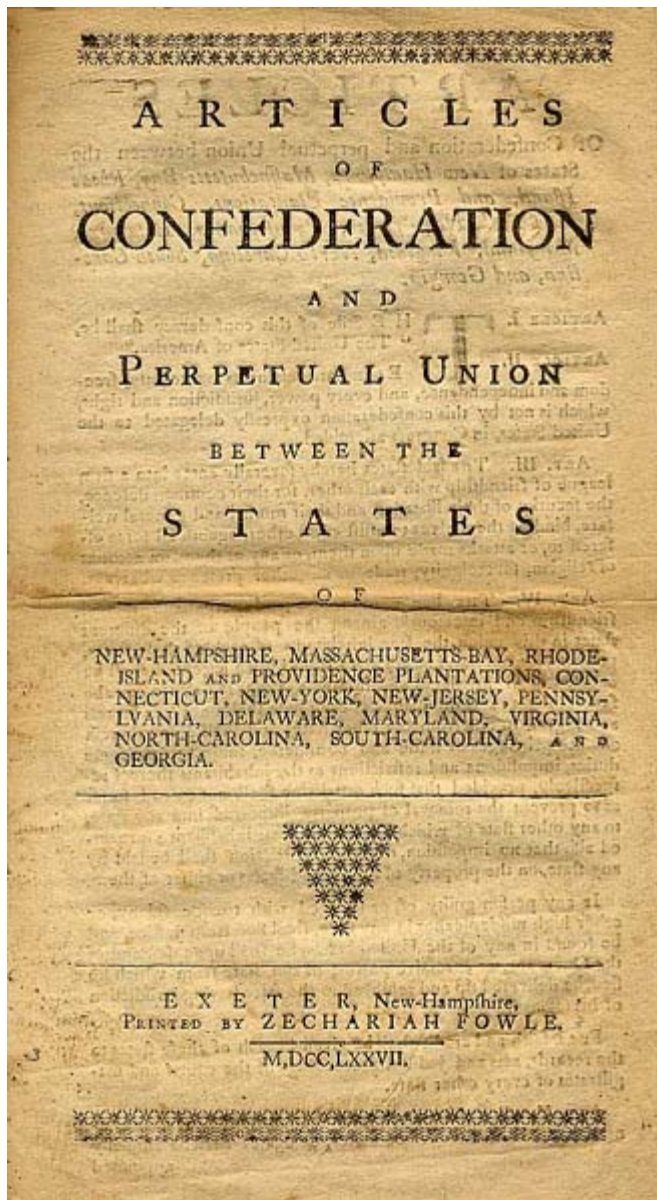 ARTICLES
OF
CONFEDERATION
AND
PERPETUAL UNION
BETWEEN THE
STATES
OF
NEW-HAMPSHIRE, MASSACHUSETTS-BAY, RHODE-
ISLAND AND PROVIDENCE PLANTATIONS, CON-
NECTICUT, NEW-YORK, NEW-JERSEY, PENNSY-
LVANIA, DELAWARE, MARYLAND, VIRGINIA,
NORTH-CAROLINA, SOUTH-CAROLINA, AND
GEORGIA.
EXETER, New-Hampſhire,
PRINTED BY ZECHARIAH FOWLE.
M,DCC,LXXVII.